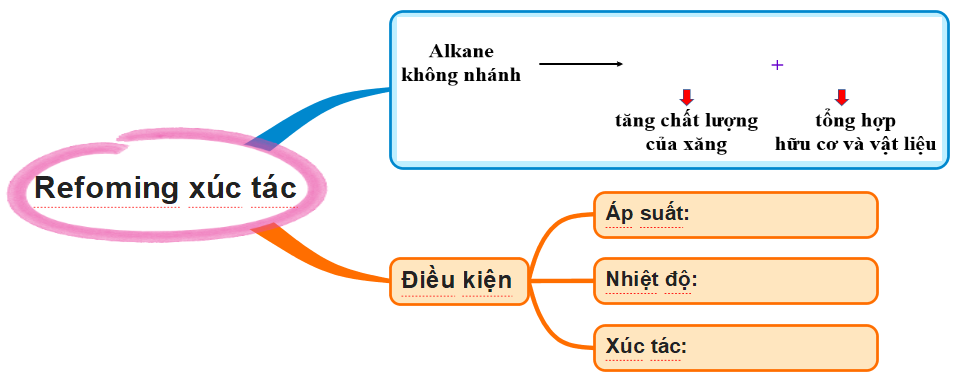 Alkane
không nhánh
+
tăng chất lượng
của xăng
tổng hợp
hữu cơ và vật liệu
Refoming xúc tác
Điều kiện
Áp suất:
Nhiệt độ:
Xúc tác: